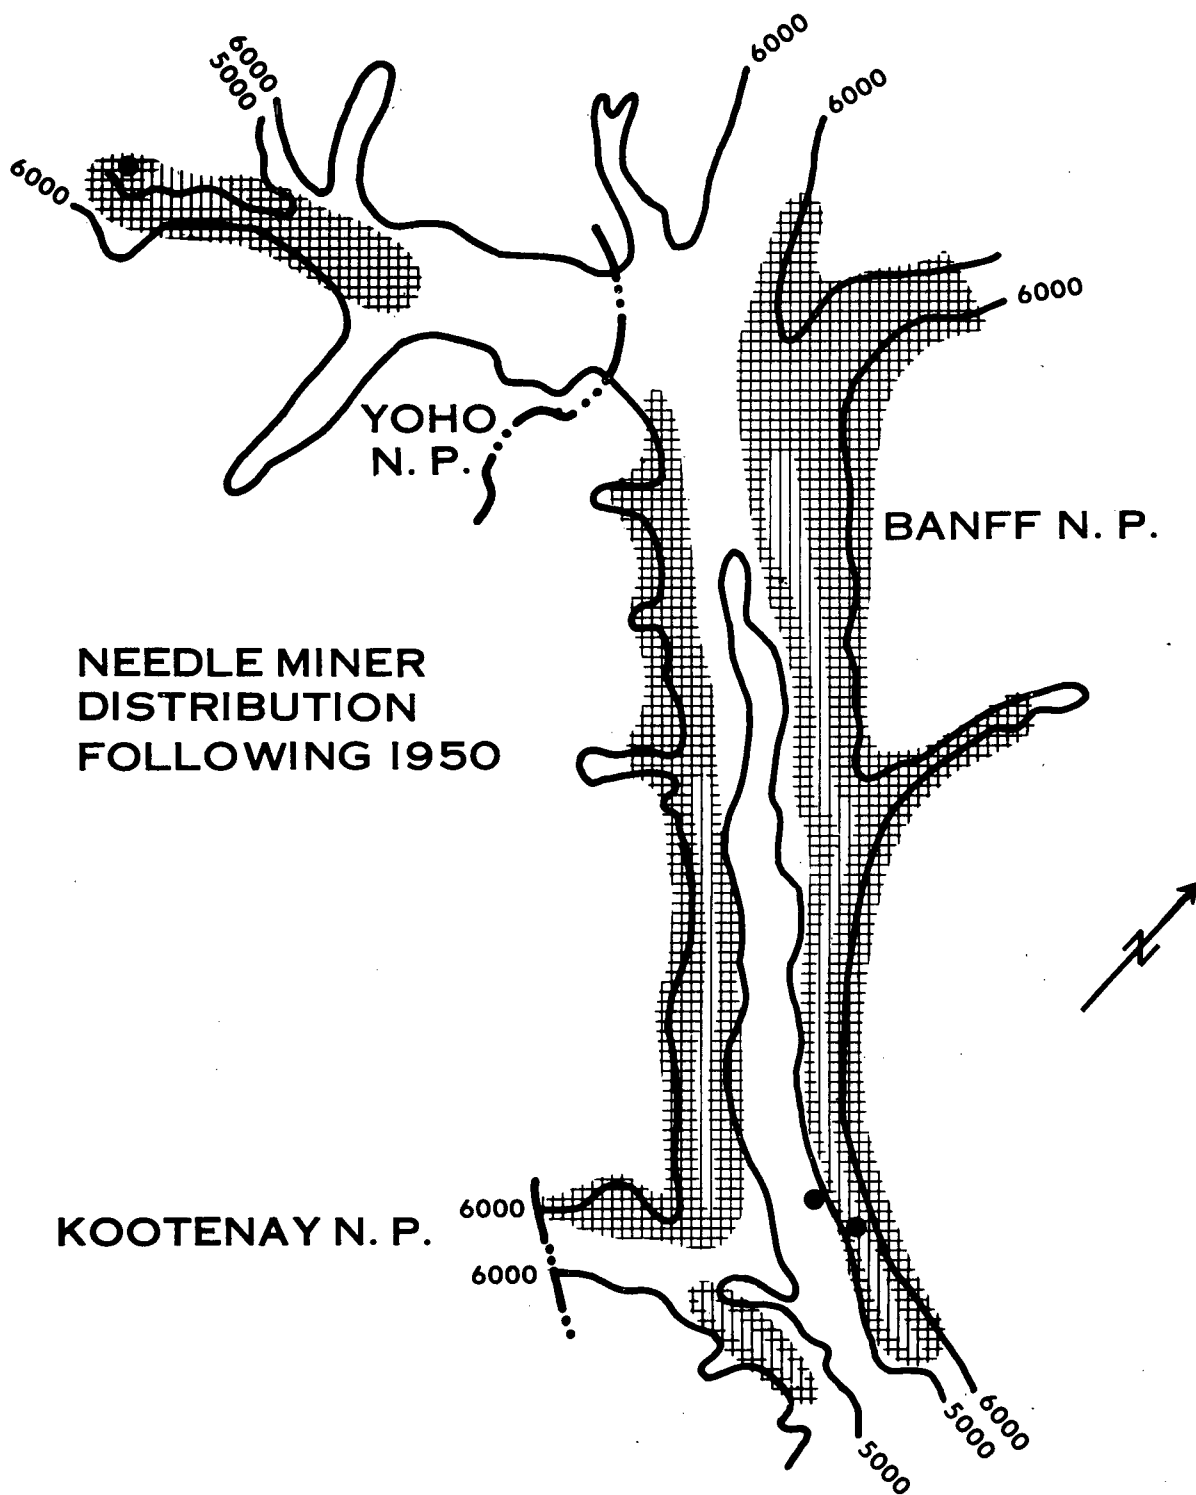 6000
5000
6000
6000
6000
6000
YOHO
N. P.
BANFF N. P.
NEEDLE MINER
DISTRIBUTION
FOLLOWING 1950
N
6000
KOOTENAY N. P.
6000
6000
5000
5000